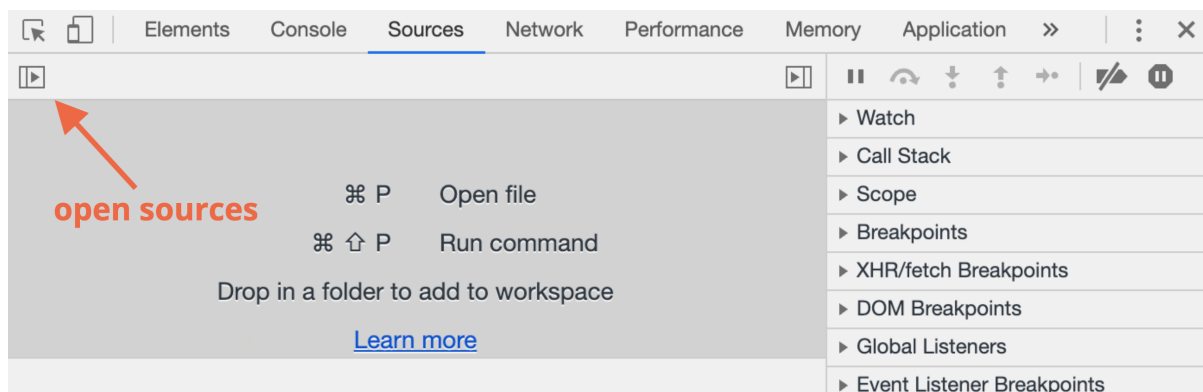 Elements Console Sources Network Performance Memory Application »
Watch
Call Stack
Scope
Breakpoints
XHR/fetch Breakpoints
DOM Breakpoints
Global Listeners
Event Listener Breakpoints
open sources
⌘ P Open file
⌘ ⇧ P Run command
Drop in a folder to add to workspace
Learn more